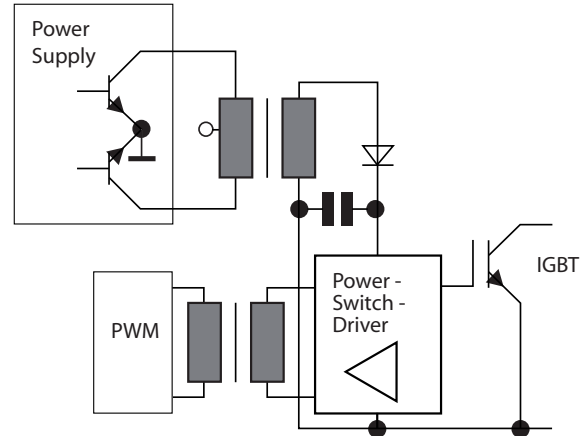 Power
Supply
PWM
Power -
Switch -
Driver
IGBT